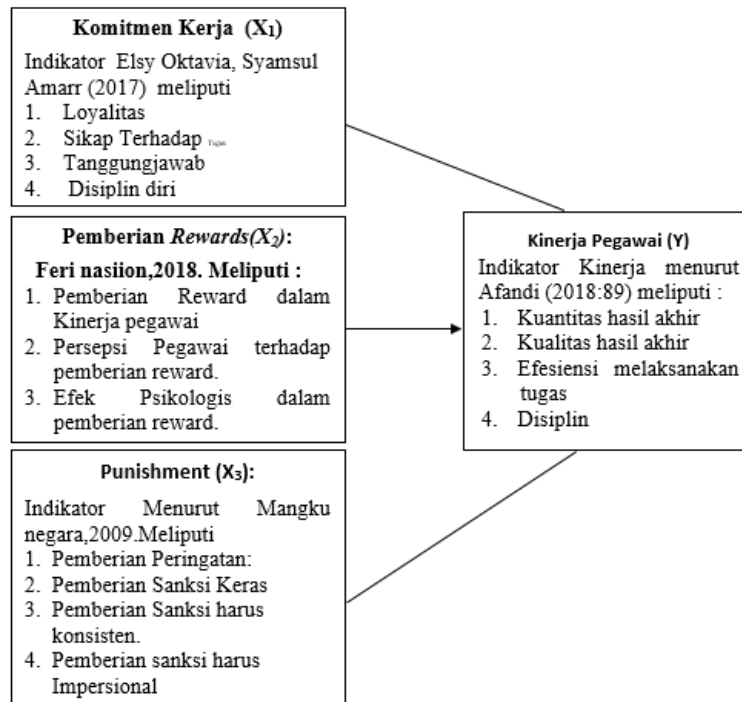 Komitmen Kerja (X₁)
Indikator Elsy Oktavia, Syamsul
Amarr (2017) meliputi
1. Loyalitas
2. Sikap Terhadap Tugas
3. Tanggungjawab
4. Disiplin diri
Pemberian Rewards(X₂):
Feri nasiion,2018. Meliputi :
1. Pemberian Reward dalam
Kinerja pegawai
2. Persepsi Pegawai terhadap
pemberian reward.
3. Efek Psikologis dalam
pemberian reward.
Punishment (X₃):
Indikator Menurut Mangku
negara,2009.Meliputi
1. Pemberian Peringatan:
2. Pemberian Sanksi Keras
3. Pemberian Sanksi harus
konsisten.
4. Pemberian sanksi harus
Impersional
Kinerja Pegawai (Y)
Indikator Kinerja menurut
Afandi (2018:89) meliputi :
1. Kuantitas hasil akhir
2. Kualitas hasil akhir
3. Efesiensi melaksanakan
tugas
4. Disiplin